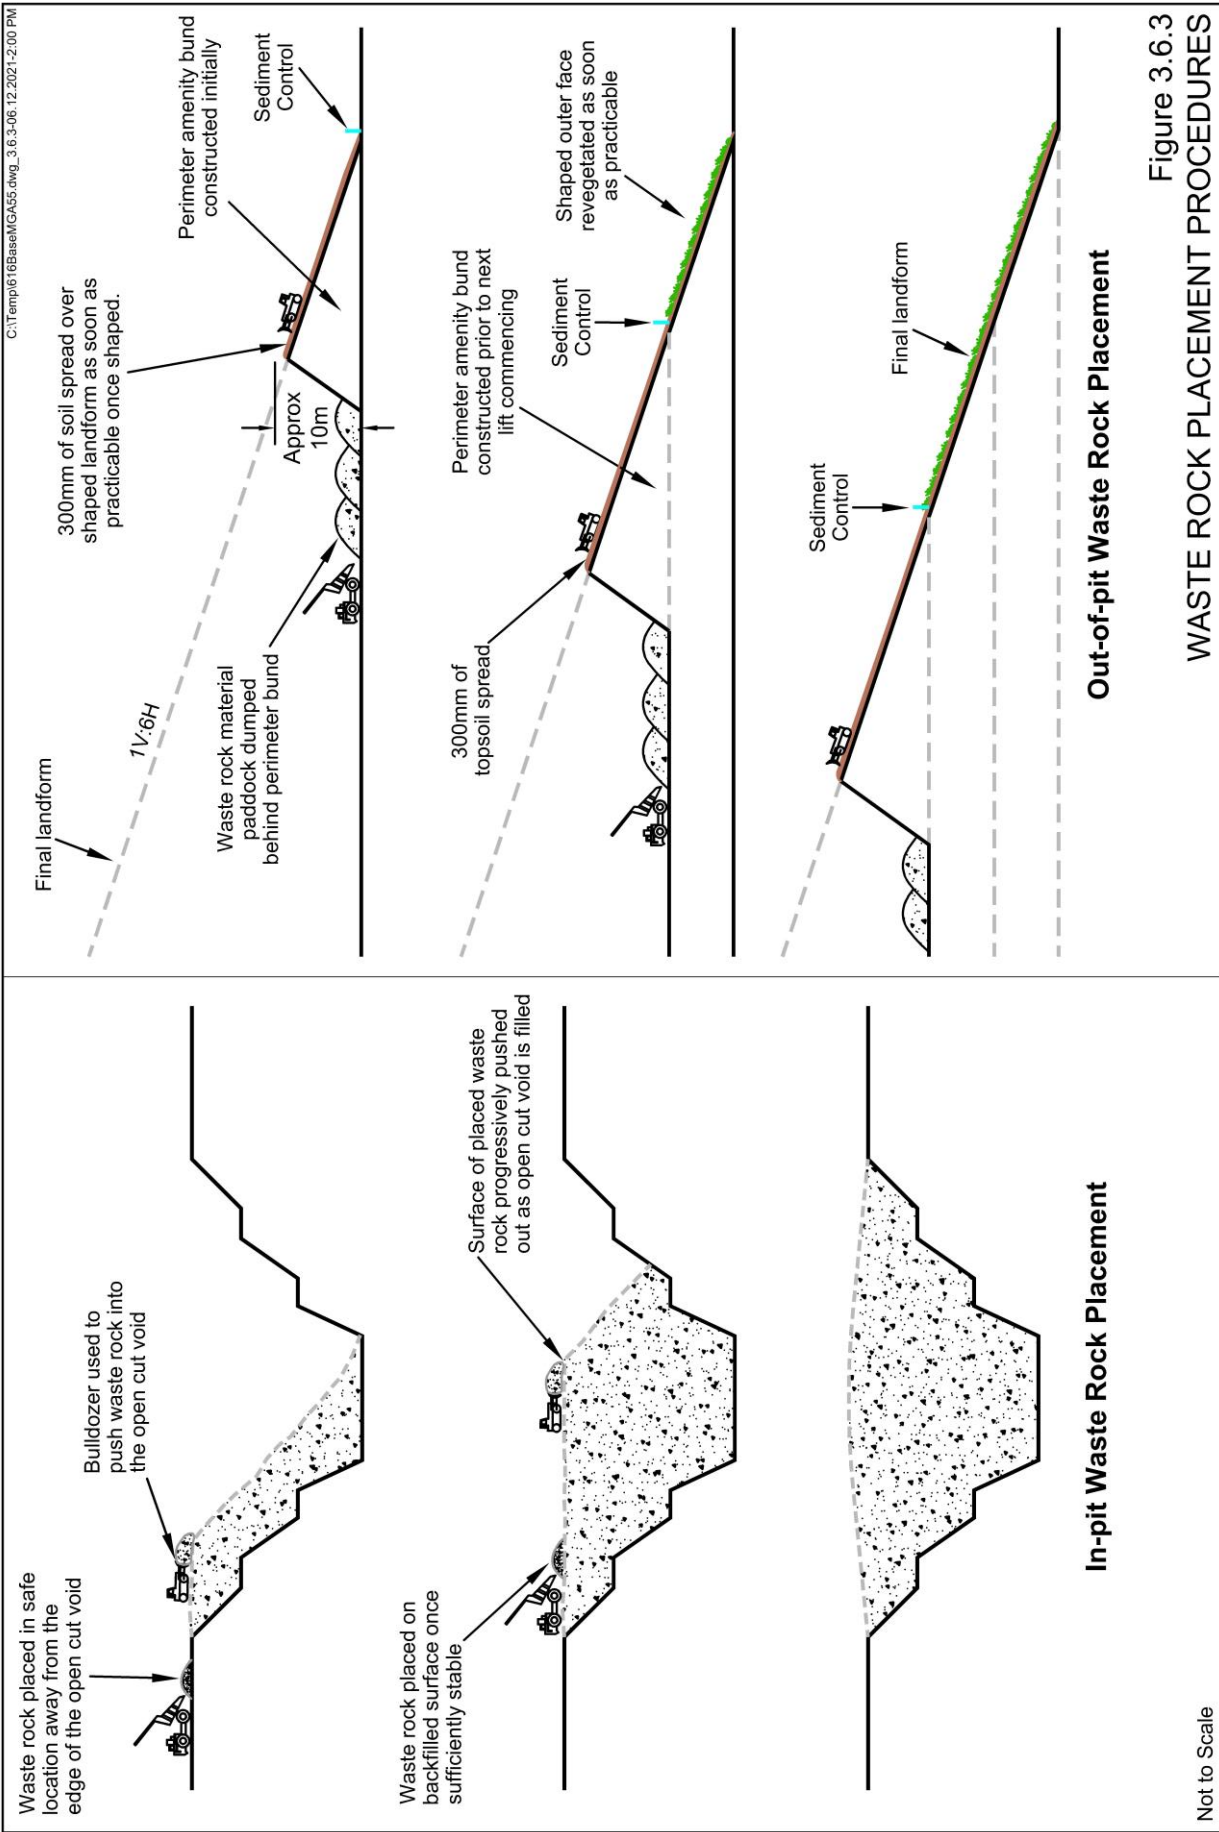 C:\Temp\616BaseMGA55.dwg_3.6.3-06.12.2021-2:00 PM
Waste rock placed in safe
location away from the
edge of the open cut void
Bulldozer used to
push waste rock into
the open cut void
Waste rock placed on
backfilled surface once
sufficiently stable
Surface of placed waste
rock progressively pushed
out as open cut void is filled
In-pit Waste Rock Placement
Final landform
1V:6H
300mm of soil spread over
shaped landform as soon as
practicable once shaped.
Perimeter amenity bund
constructed initially
Sediment
Control
Waste rock material
paddock dumped
behind perimeter bund
Approx
10m
300mm of
topsoil spread
Perimeter amenity bund
constructed prior to next
lift commencing
Sediment
Control
Shaped outer face
revegetated as soon
as practicable
Sediment
Control
Final landform
Out-of-pit Waste Rock Placement
Not to Scale
Figure 3.6.3
WASTE ROCK PLACEMENT PROCEDURES